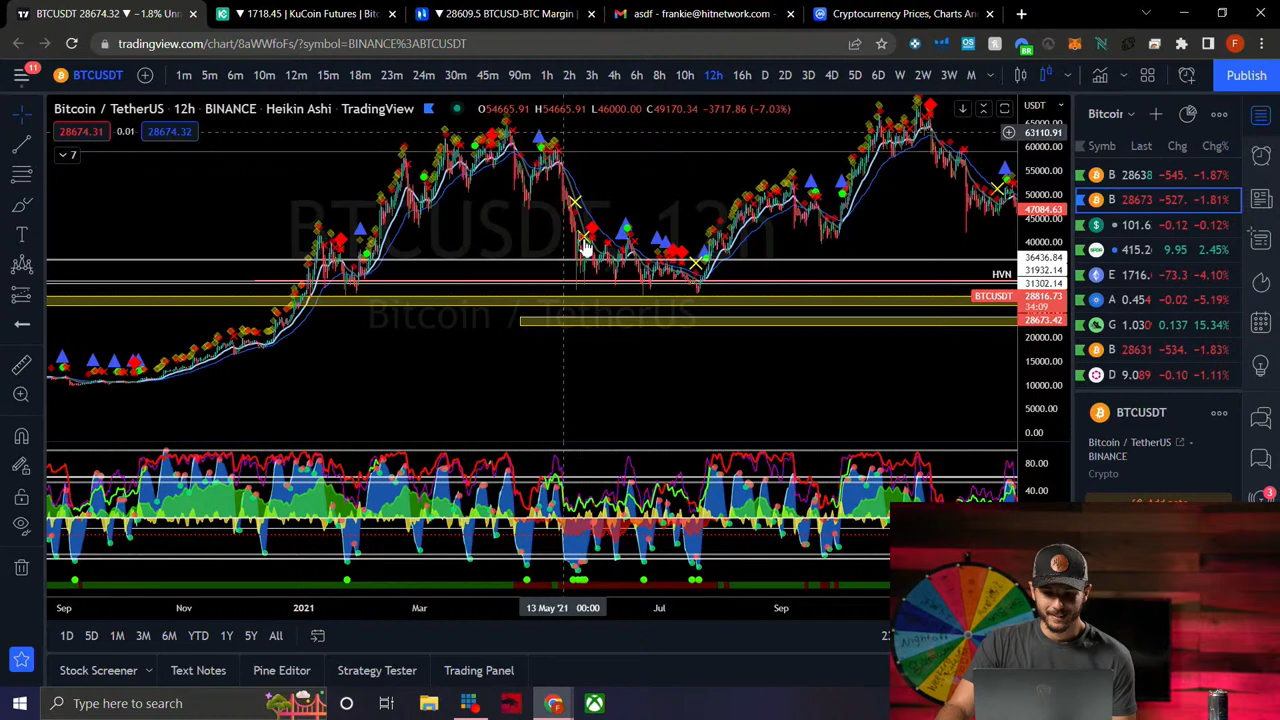 BTCUSDT 28674.32 ▼ −1.8% Unn
1718.45 | KuCoin Futures | Bitc
▼ 28609.5 BTCUSD-BTC Margin |
asdf - frankie@hitnetwork.com -
Cryptocurrency Prices, Charts An
tradingview.com/chart/8aWWfoFs/?symbol=BINANCE%3ABTCUSDT
F
11
BTCUSDT
1m 5m 6m 10m 12m 15m 18m 23m 24m 30m 45m 90m 1h 2h 3h 4h 6h 8h 10h 12h 16h D 2D 3D 4D 5D 6D W 2W 3W M
Publish
Bitcoin / TetherUS · 12h · BINANCE · Heikin Ashi · TradingView
O54665.91 H54665.91 L46000.00 C49170.34 −3717.86 (−7.03%)
USDT
28674.31 0.01 28674.32
7
BTCUSDT, 12h
Bitcoin / TetherUS
65000.00
63110.91
60000.00
55000.00
50000.00
47084.63
45000.00
40000.00
36436.84
31932.14
HVN
31302.14
BTCUSDT 28816.73
34:09
28673.42
20000.00
15000.00
10000.00
5000.00
0.00
80.00
40.00
Bitcoir
Symb Last Chg Chg%
B 28638 −545. −1.87%
B 28673 −527. −1.81%
101.6 −0.12 −0.12%
415.2 9.95 2.45%
E 1716. −73.3 −4.10%
A 0.454 −0.02 −5.19%
G 1.030 0.137 15.34%
B 28631 −534. −1.83%
D 9.089 −0.10 −1.11%
BTCUSDT
Bitcoin / TetherUS
BINANCE
Crypto
3
Sep Nov 2021 Mar 13 May '21 00:00 Jul Sep
1D 5D 1M 3M 6M YTD 1Y 5Y All
Stock Screener Text Notes Pine Editor Strategy Tester Trading Panel
Type here to search